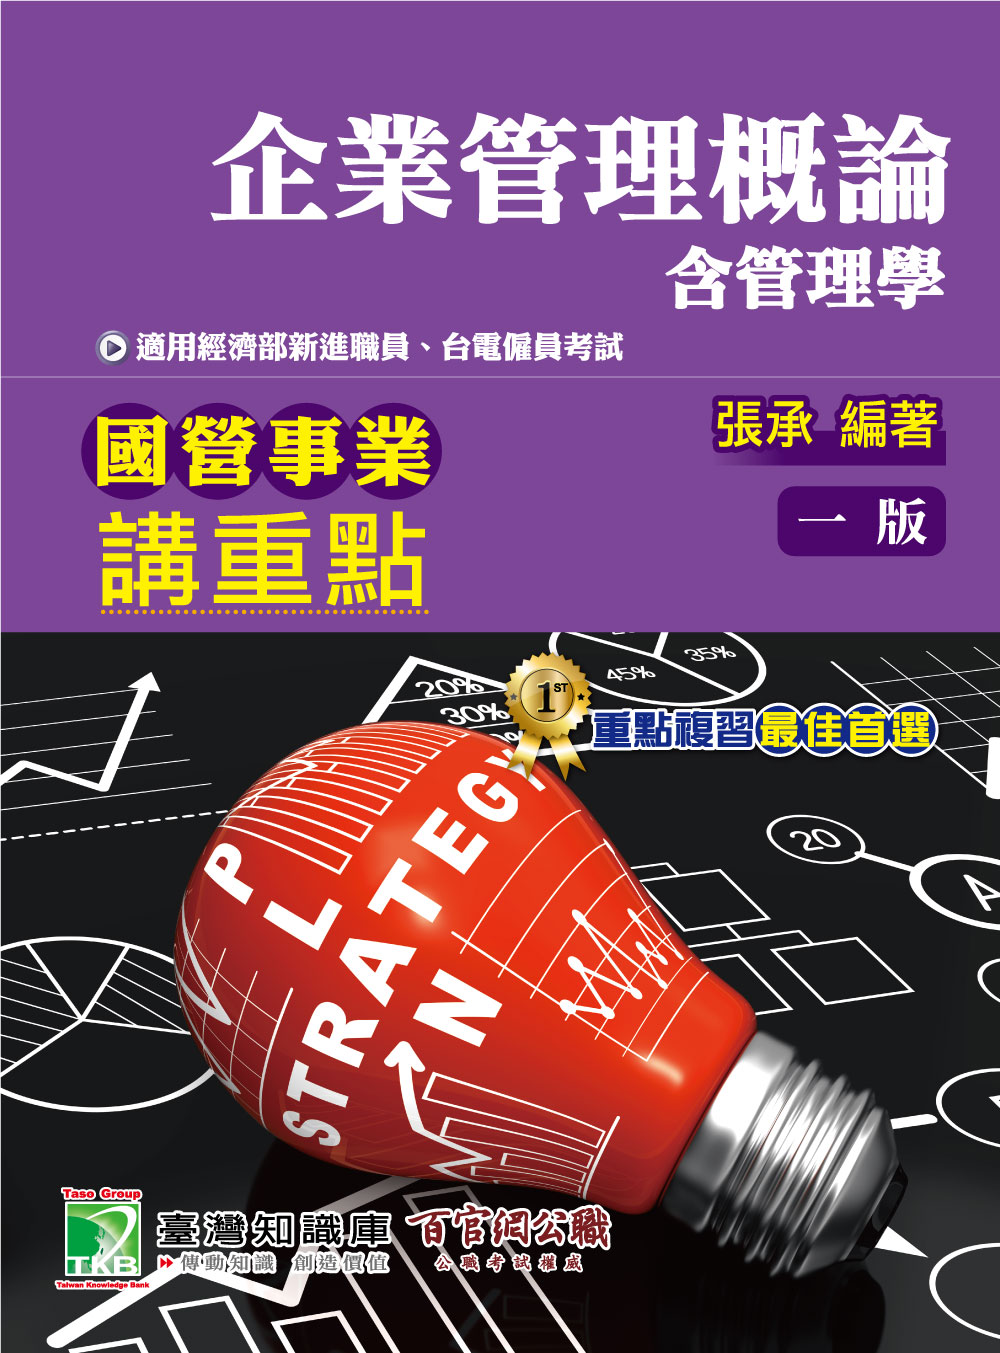 企業管理概論
含管理學
適用經濟部新進職員、台電僱員考試
國營事業
講重點
張承 編著
一版
1ST
重點複習最佳首選
20%
30%
45%
35%
20
A
PLAN
STRATEGY
Taso Group
TKB
Taiwan Knowledge Bank
臺灣知識庫
傳動知識 創造價值
百官網公職
公職考試權威